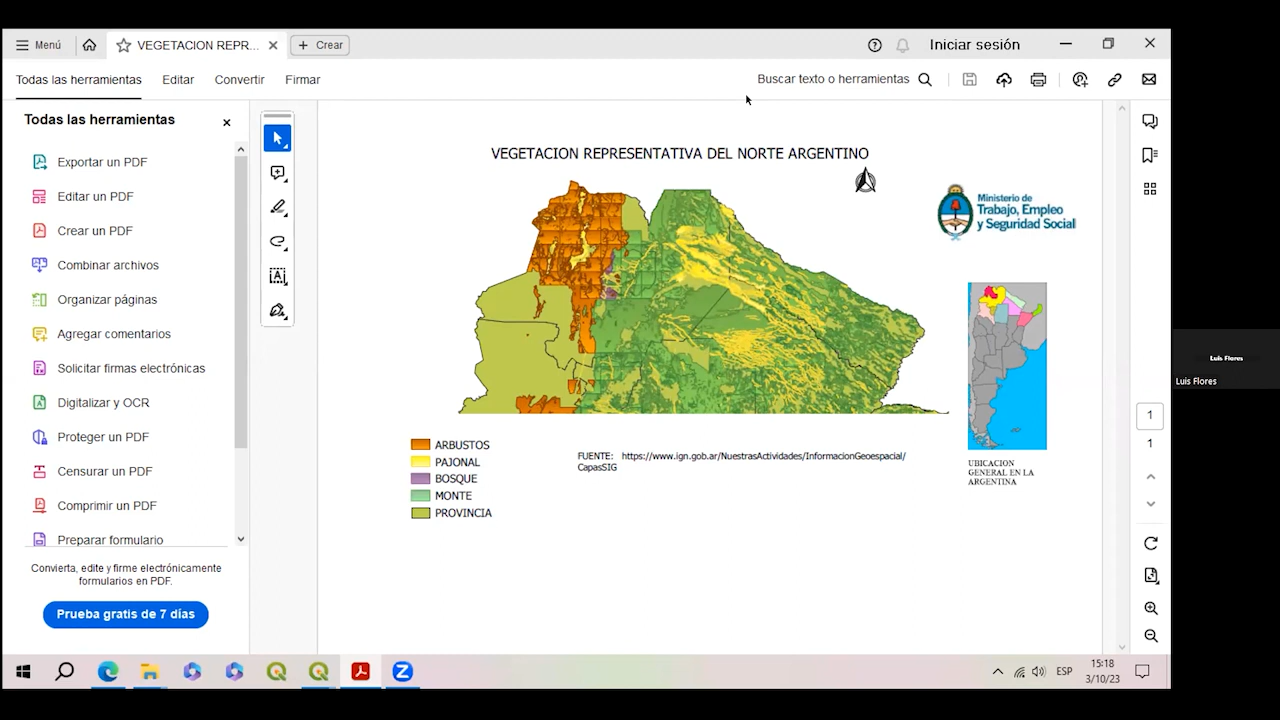 Menú
VEGETACION REPR...
Crear
Iniciar sesión
Todas las herramientas
Editar
Convertir
Firmar
Buscar texto o herramientas
Todas las herramientas
Exportar un PDF
Editar un PDF
Crear un PDF
Combinar archivos
Organizar páginas
Agregar comentarios
Solicitar firmas electrónicas
Digitalizar y OCR
Proteger un PDF
Censurar un PDF
Comprimir un PDF
Preparar formulario
Convierta, edite y firme electrónicamente
formularios en PDF.
Prueba gratis de 7 días
VEGETACION REPRESENTATIVA DEL NORTE ARGENTINO
Ministerio de
Trabajo, Empleo
y Seguridad Social
ARBUSTOS
PAJONAL
BOSQUE
MONTE
PROVINCIA
FUENTE: https://www.ign.gob.ar/NuestrasActividades/InformacionGeoespacial/
CapasSIG
UBICACION
GENERAL EN LA
ARGENTINA
1
1
Luis Flores
Luis Flores
ESP
15:18
3/10/23